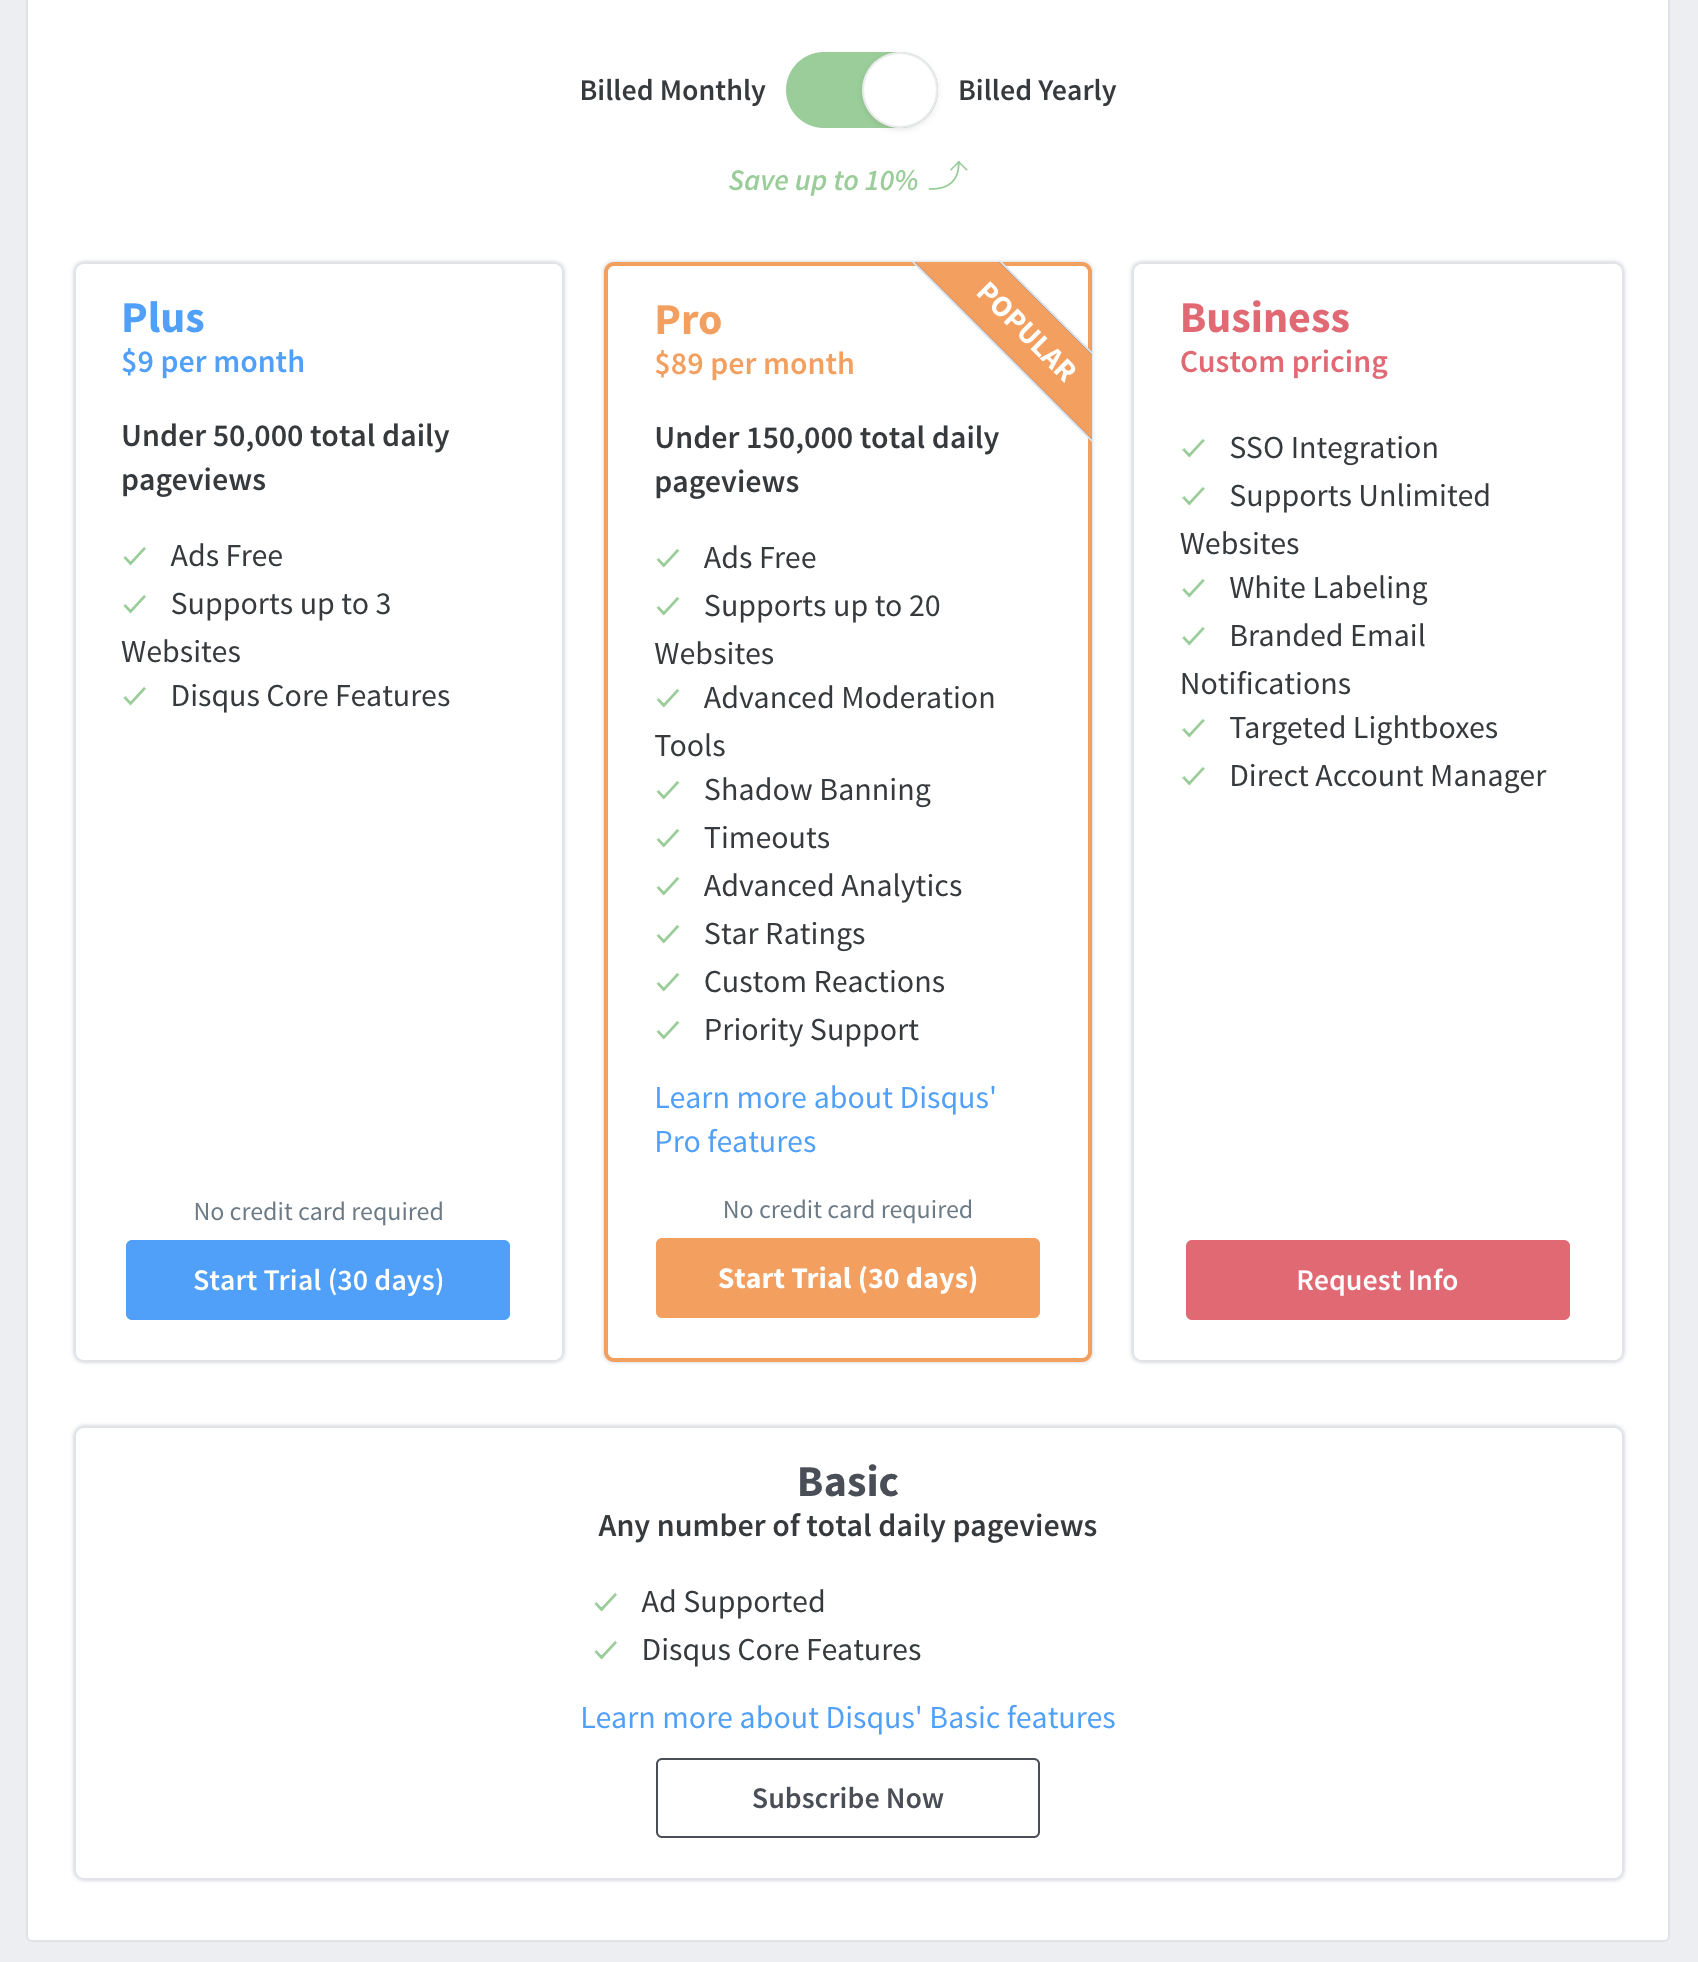 Billed Monthly
Billed Yearly
Save up to 10%
Plus
$9 per month
Under 50,000 total daily
pageviews
Ads Free
Supports up to 3
Websites
Disqus Core Features
No credit card required
Start Trial (30 days)
POPULAR
Pro
$89 per month
Under 150,000 total daily
pageviews
Ads Free
Supports up to 20
Websites
Advanced Moderation
Tools
Shadow Banning
Timeouts
Advanced Analytics
Star Ratings
Custom Reactions
Priority Support
Learn more about Disqus'
Pro features
No credit card required
Start Trial (30 days)
Business
Custom pricing
SSO Integration
Supports Unlimited
Websites
White Labeling
Branded Email
Notifications
Targeted Lightboxes
Direct Account Manager
Request Info
Basic
Any number of total daily pageviews
Ad Supported
Disqus Core Features
Learn more about Disqus' Basic features
Subscribe Now